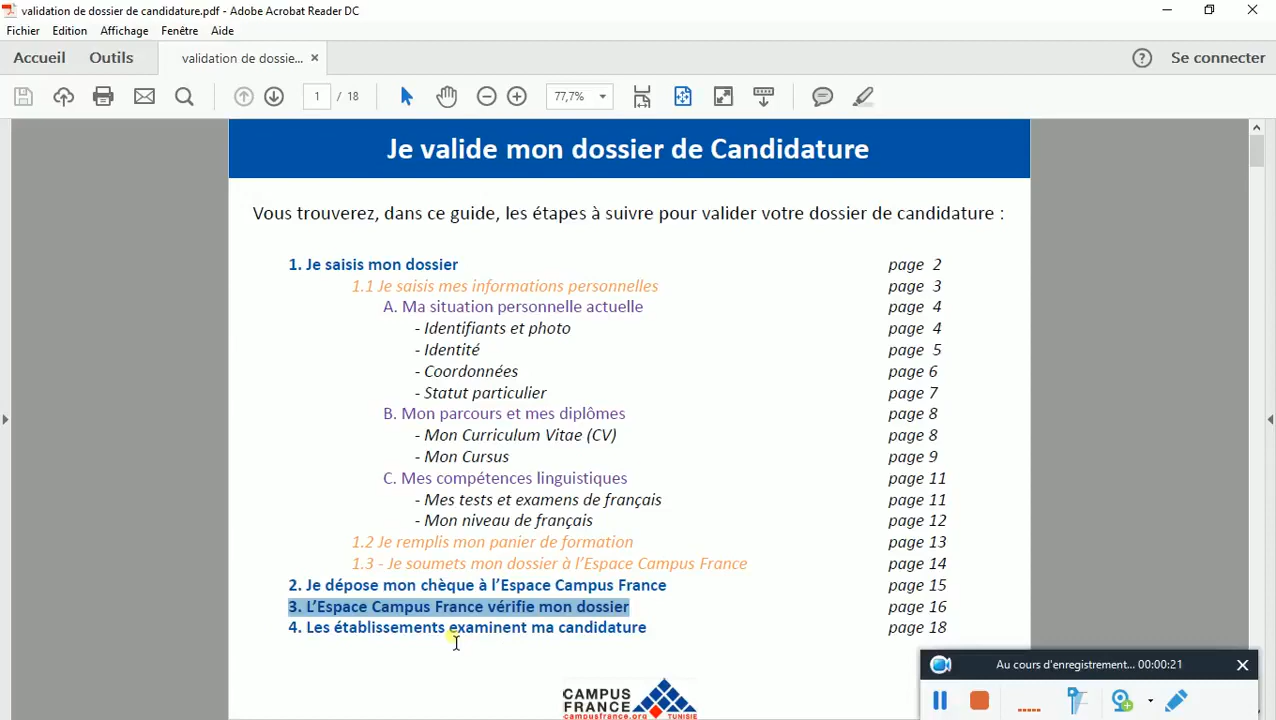 validation de dossier de candidature.pdf - Adobe Acrobat Reader DC
Fichier Edition Affichage Fenêtre Aide
Accueil Outils validation de dossie... × ? Se connecter
1 / 18 77,7%
Je valide mon dossier de Candidature
Vous trouverez, dans ce guide, les étapes à suivre pour valider votre dossier de candidature :
1. Je saisis mon dossier page 2
1.1 Je saisis mes informations personnelles page 3
A. Ma situation personnelle actuelle page 4
- Identifiants et photo page 4
- Identité page 5
- Coordonnées page 6
- Statut particulier page 7
B. Mon parcours et mes diplômes page 8
- Mon Curriculum Vitae (CV) page 8
- Mon Cursus page 9
C. Mes compétences linguistiques page 11
- Mes tests et examens de français page 11
- Mon niveau de français page 12
1.2 Je remplis mon panier de formation page 13
1.3 - Je soumets mon dossier à l'Espace Campus France page 14
2. Je dépose mon chèque à l'Espace Campus France page 15
3. L'Espace Campus France vérifie mon dossier page 16
4. Les établissements examinent ma candidature page 18
Au cours d'enregistrement... 00:00:21
CAMPUS
FRANCE
campusfrance.org TUNISIE